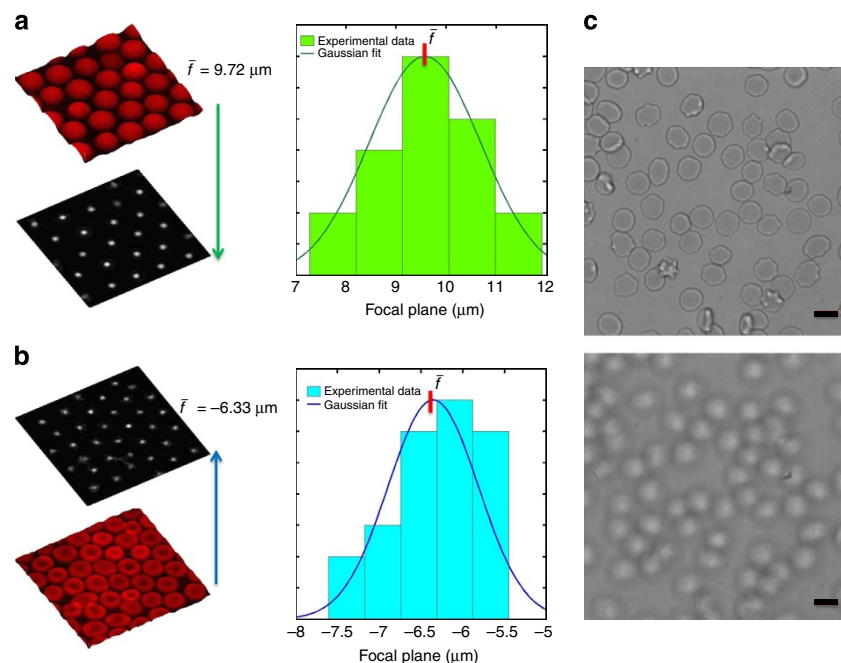 a
f̄ = 9.72 μm
f̄
Experimental data
Gaussian fit
7 8 9 10 11 12
Focal plane (μm)
b
f̄ = –6.33 μm
f̄
Experimental data
Gaussian fit
–8 –7.5 –7 –6.5 –6 –5.5 –5
Focal plane (μm)
c